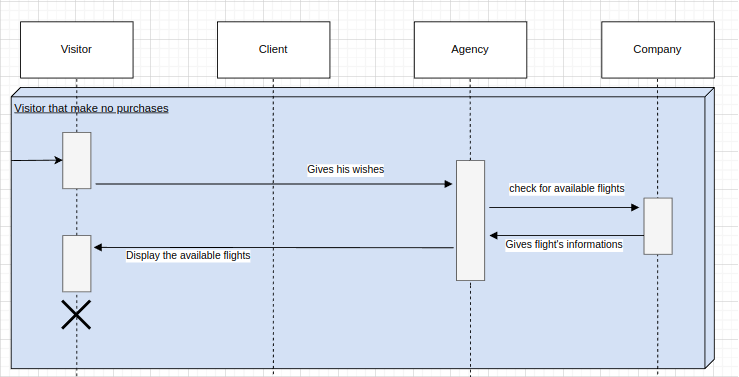 Visitor
Client
Agency
Company
Visitor that make no purchases
Gives his wishes
check for available flights
Gives flight's informations
Display the available flights